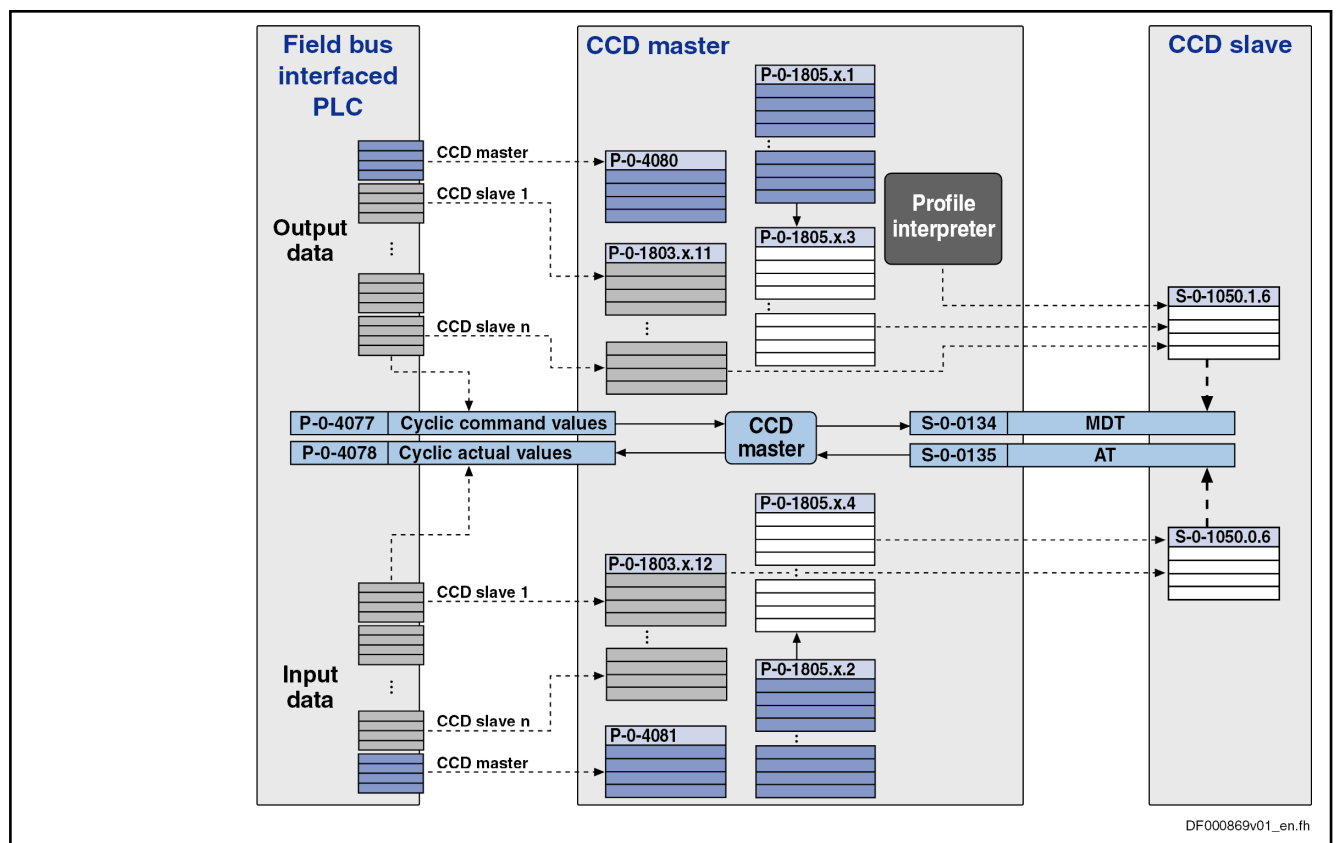 Field bus
interfaced
PLC
CCD master
CCD slave
P-0-1805.x.1
CCD master
P-0-4080
CCD slave 1
Output
data
P-0-1803.x.11
P-0-1805.x.3
Profile
interpreter
S-0-1050.1.6
CCD slave n
P-0-4077
Cyclic command values
P-0-4078
Cyclic actual values
CCD
master
S-0-0134
MDT
S-0-0135
AT
P-0-1805.x.4
S-0-1050.0.6
P-0-1803.x.12
CCD slave 1
Input
data
P-0-1805.x.2
CCD slave n
P-0-4081
CCD master
DF000869v01_en.fh